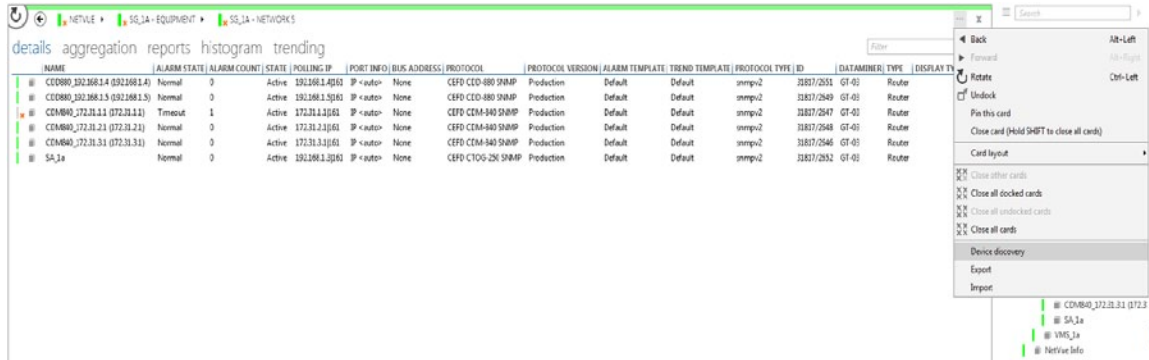 NETVUE ▸ SG_1A - EQUIPMENT ▸ SG_1A - NETWORK 5
details aggregation reports histogram trending
Filter
NAME ALARM STATE ALARM COUNT STATE POLLING IP PORT INFO BUS ADDRESS PROTOCOL PROTOCOL VERSION ALARM TEMPLATE TREND TEMPLATE PROTOCOL TYPE ID DATAMINER TYPE DISPLAY TY
CDD880_192.168.1.4 (192.168.1.4) Normal 0 Active 192.168.1.4|161 IP <auto> None CEFD CDD-880 SNMP Production Default Default snmpv2 31817/2651 GT-03 Router
CDD880_192.168.1.5 (192.168.1.5) Normal 0 Active 192.168.1.5|161 IP <auto> None CEFD CDD-880 SNMP Production Default Default snmpv2 31817/2649 GT-03 Router
CDM840_172.31.1.1 (172.31.1.1) Timeout 1 Active 172.31.1.1|161 IP <auto> None CEFD CDM-840 SNMP Production Default Default snmpv2 31817/2647 GT-03 Router
CDM840_172.31.2.1 (172.31.2.1) Normal 0 Active 172.31.2.1|161 IP <auto> None CEFD CDM-840 SNMP Production Default Default snmpv2 31817/2648 GT-03 Router
CDM840_172.31.3.1 (172.31.3.1) Normal 0 Active 172.31.3.1|161 IP <auto> None CEFD CDM-840 SNMP Production Default Default snmpv2 31817/2646 GT-03 Router
SA_1a Normal 0 Active 192.168.1.3|161 IP <auto> None CEFD CTOG-250 SNMP Production Default Default snmpv2 31817/2652 GT-03 Router
Search
Back Alt+Left
Forward Alt+Right
Rotate Ctrl+Left
Undock
Pin this card
Close card (Hold SHIFT to close all cards)
Card layout
Close other cards
Close all docked cards
Close all undocked cards
Close all cards
Device discovery
Export
Import
CDM840_172.31.3.1 (172.3
SA_1a
VMS_1a
NetVue Info